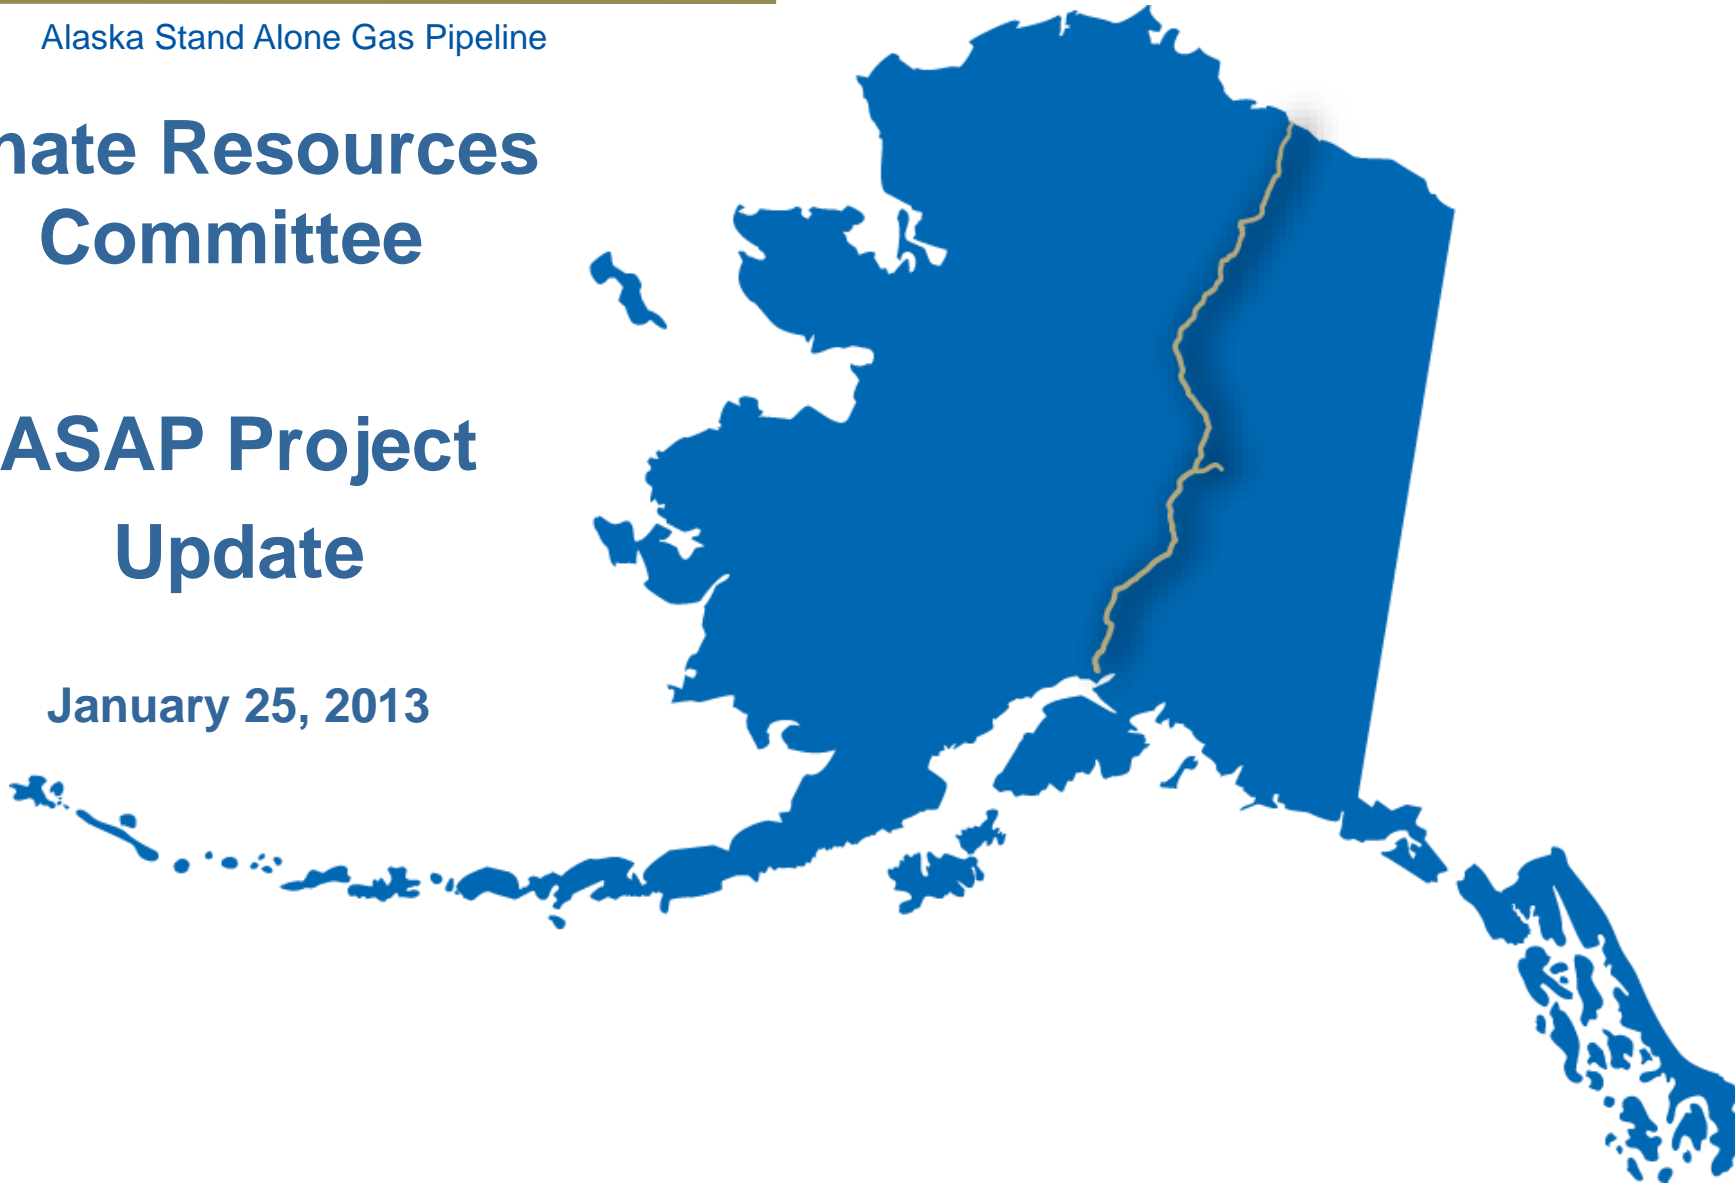 Alaska Stand Alone Gas Pipeline
nate Resources
Committee
ASAP Project
Update
January 25, 2013